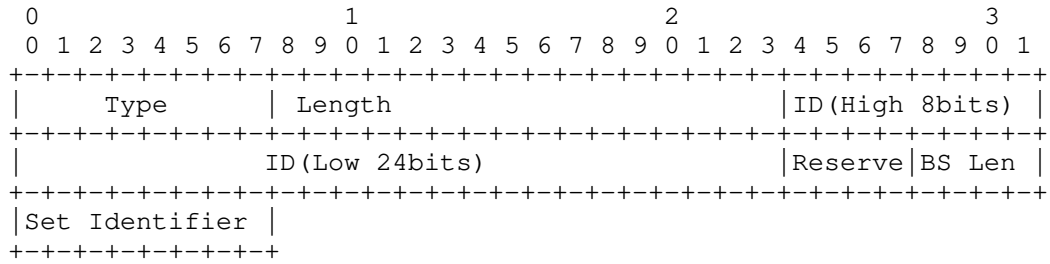 0                   1                   2                   3
 0 1 2 3 4 5 6 7 8 9 0 1 2 3 4 5 6 7 8 9 0 1 2 3 4 5 6 7 8 9 0 1
+-+-+-+-+-+-+-+-+-+-+-+-+-+-+-+-+-+-+-+-+-+-+-+-+-+-+-+-+-+-+-+-+
|     Type      | Length                        |ID(High 8bits) |
+-+-+-+-+-+-+-+-+-+-+-+-+-+-+-+-+-+-+-+-+-+-+-+-+-+-+-+-+-+-+-+-+
|               ID(Low 24bits)                  |Reserve|BS Len |
+-+-+-+-+-+-+-+-+-+-+-+-+-+-+-+-+-+-+-+-+-+-+-+-+-+-+-+-+-+-+-+-+
|Set Identifier |
+-+-+-+-+-+-+-+-+